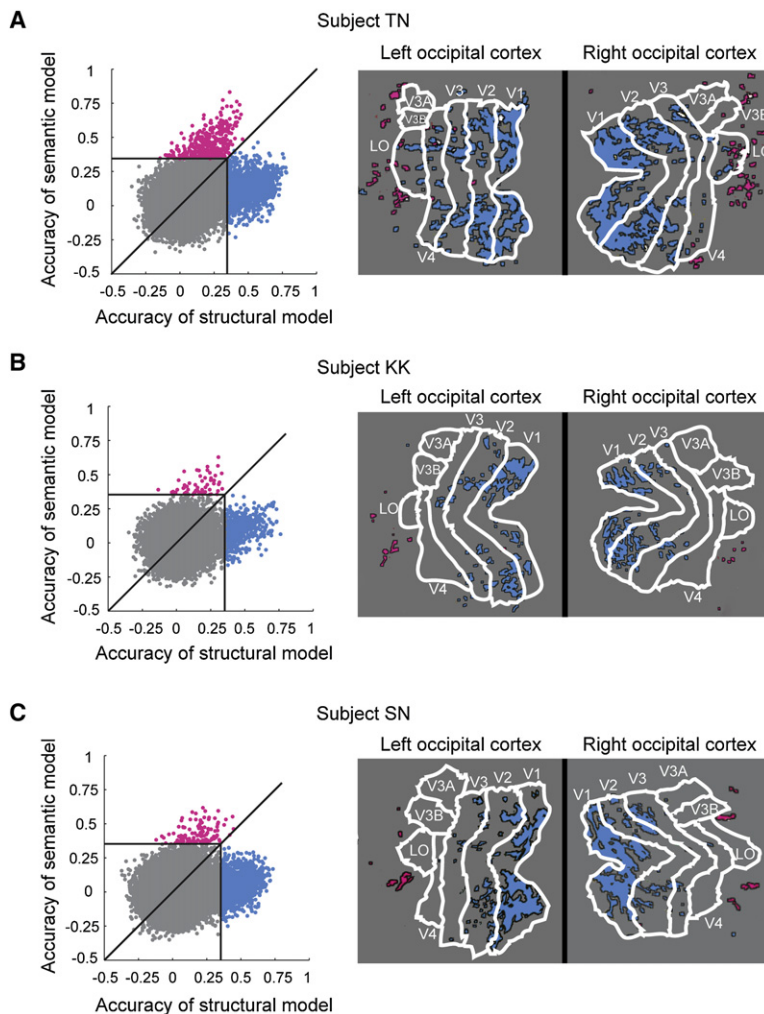 A
Subject TN
Left occipital cortex
Right occipital cortex
Accuracy of semantic model
1
0.75
0.5
0.25
0
-0.25
-0.5
-0.5 -0.25 0 0.25 0.5 0.75 1
Accuracy of structural model
V3A
V3B
LO
V3
V2
V1
V4
V1
V2
V3
V3A
V3B
LO
V4
B
Subject KK
Left occipital cortex
Right occipital cortex
Accuracy of semantic model
1
0.75
0.5
0.25
0
-0.25
-0.5
-0.5 -0.25 0 0.25 0.5 0.75 1
Accuracy of structural model
V3A
V3B
LO
V3
V2
V1
V4
V1
V2
V3
V3A
V3B
LO
V4
C
Subject SN
Left occipital cortex
Right occipital cortex
Accuracy of semantic model
1
0.75
0.5
0.25
0
-0.25
-0.5
-0.5 -0.25 0 0.25 0.5 0.75 1
Accuracy of structural model
V3A
V3B
LO
V3
V2
V1
V4
V1
V2
V3
V3A
V3B
LO
V4